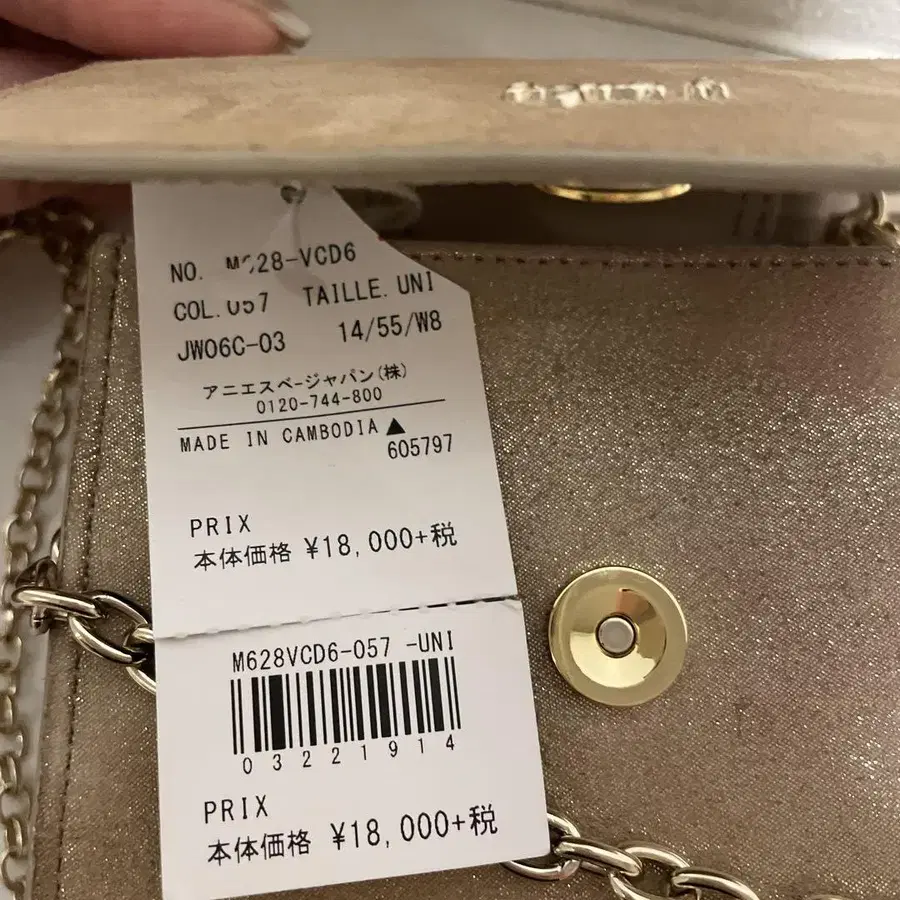 NO. M628-VCD6
COL. 057 TAILLE. UNI
JW06C-03 14/55/W8
アニエスベージャパン(株)
0120-744-800
MADE IN CAMBODIA ▲
605797
PRIX
本体価格 ¥18,000+税
M628VCD6-057 -UNI
03221914
PRIX
本体価格 ¥18,000+税